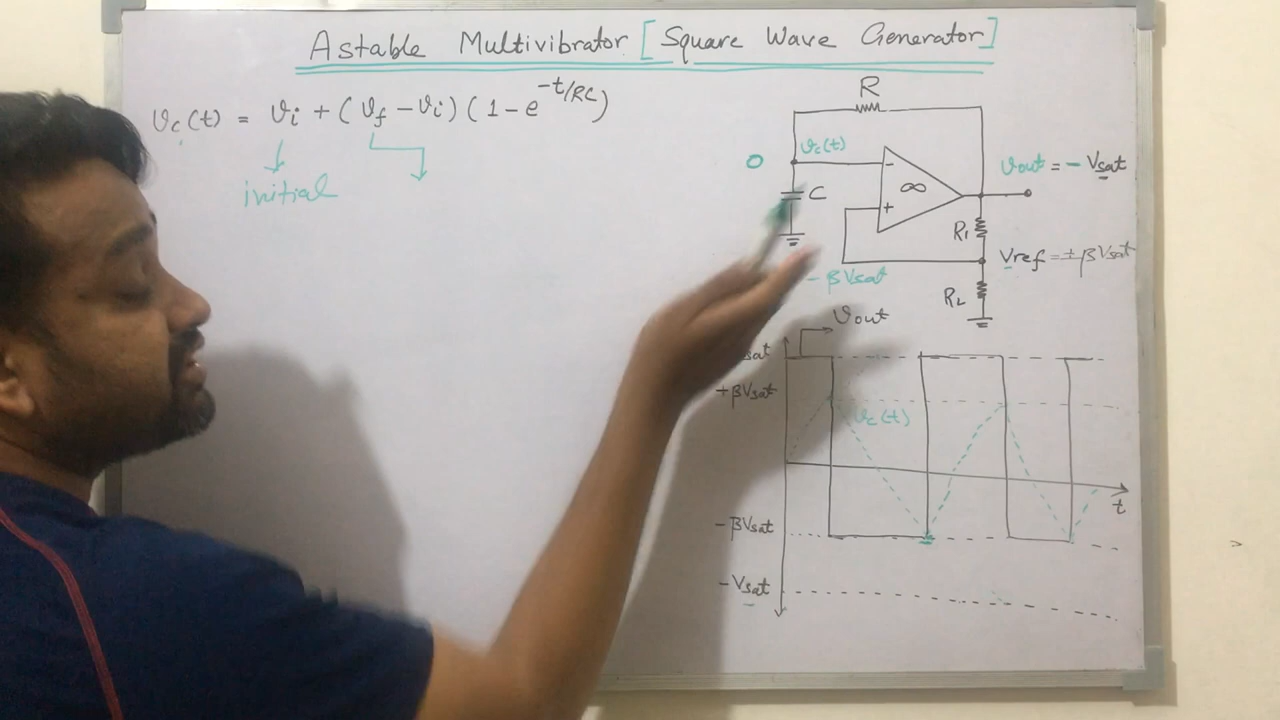 Astable Multivibrator [Square Wave Generator]
vc(t) = vi + (vf - vi)(1 - e^-t/RC)
initial
R
0
vc(t)
C
-
∞
+
vout = - Vsat
R1
Vref = ±βVsat
- βVsat
R2
Vout
sat
+βVsat
vc(t)
t
-βVsat
-Vsat